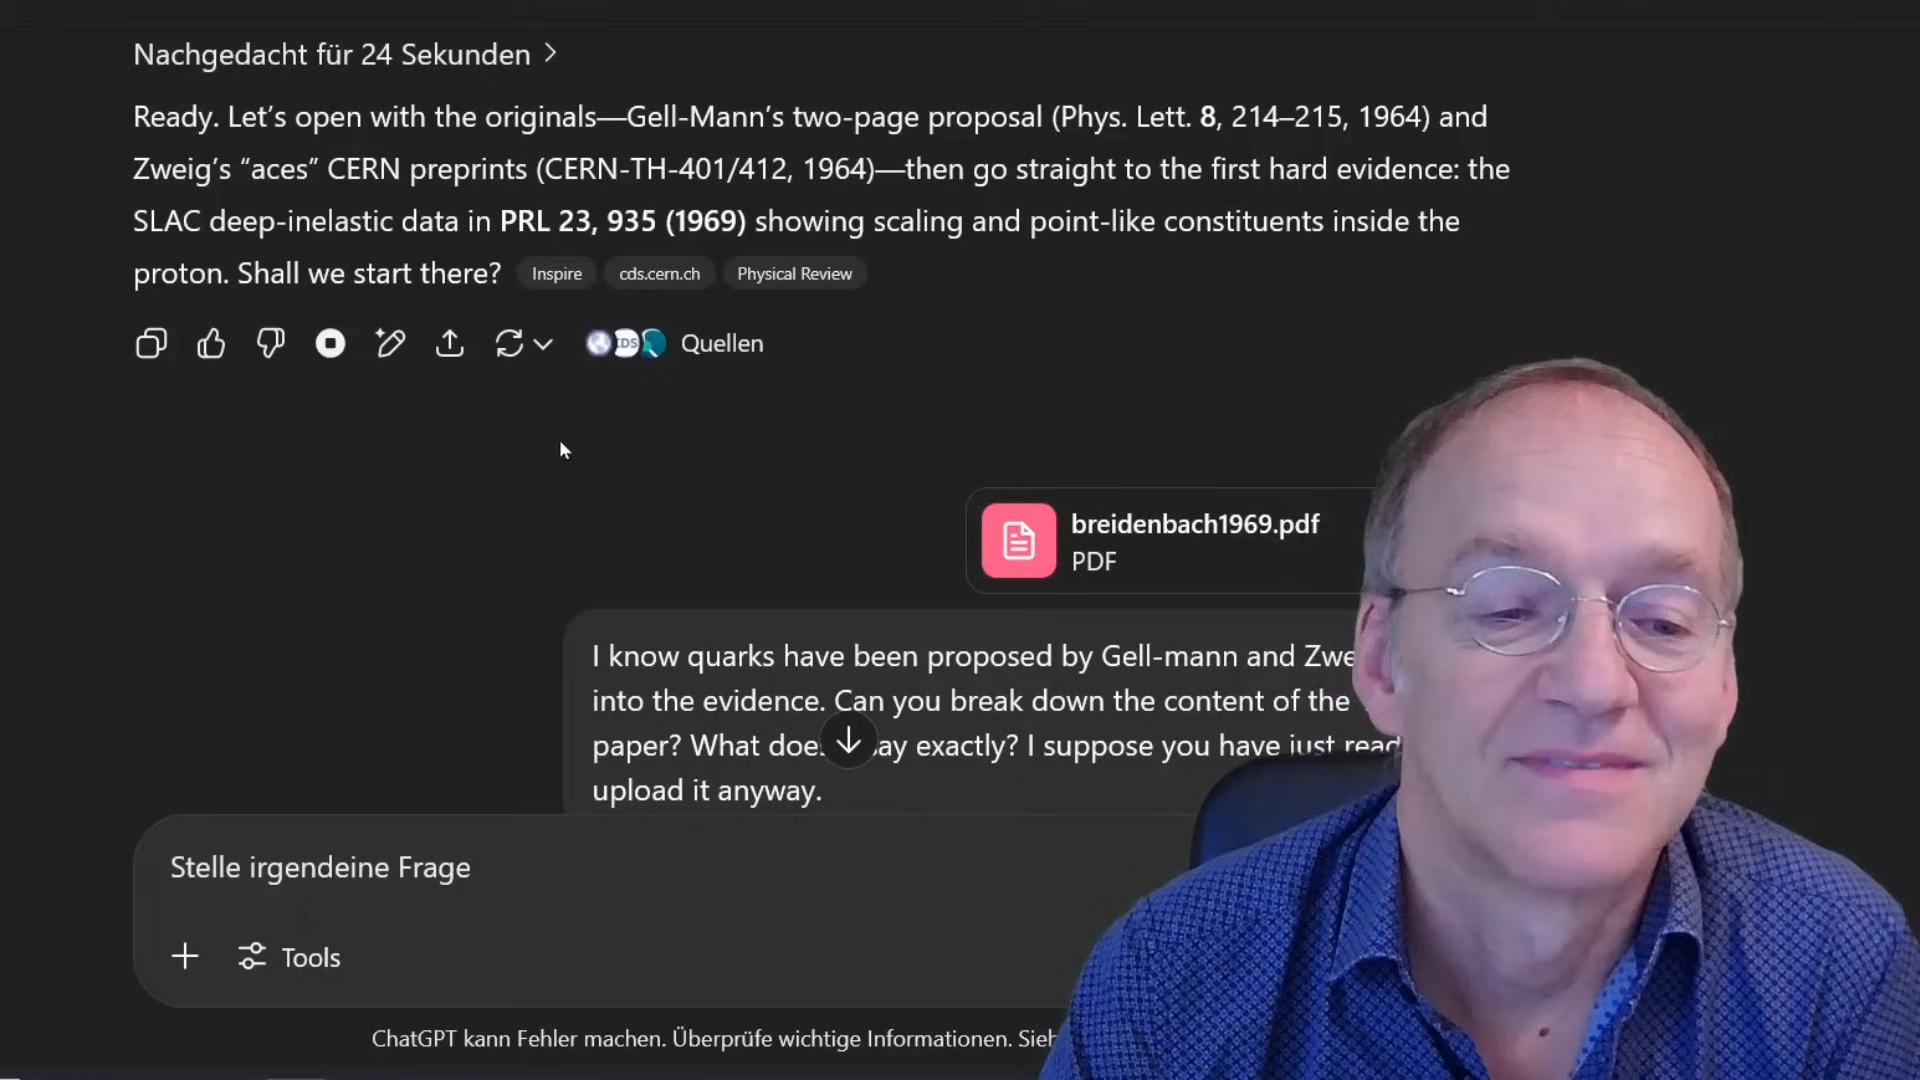 Nachgedacht für 24 Sekunden
Ready. Let’s open with the originals—Gell-Mann’s two-page proposal (Phys. Lett. 8, 214–215, 1964) and
Zweig’s “aces” CERN preprints (CERN-TH-401/412, 1964)—then go straight to the first hard evidence: the
SLAC deep-inelastic data in PRL 23, 935 (1969) showing scaling and point-like constituents inside the
proton. Shall we start there? Inspire cds.cern.ch Physical Review
Quellen
breidenbach1969.pdf
PDF
I know quarks have been proposed by Gell-mann and
into the evidence. Can you break down the content of the
paper? What say exactly? I suppose you have just read
upload it anyway.
Stelle irgendeine Frage
Tools
ChatGPT kann Fehler machen. Überprüfe wichtige Informationen.